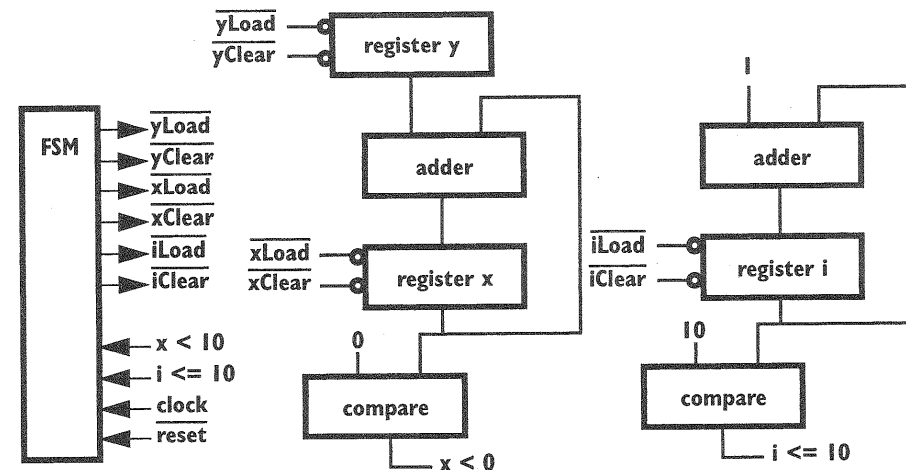 yLoad
yClear
register y
FSM
yLoad
yClear
xLoad
xClear
iLoad
iClear
x < 10
i <= 10
clock
reset
adder
xLoad
xClear
register x
0
compare
x < 0
1
adder
iLoad
iClear
register i
10
compare
i <= 10